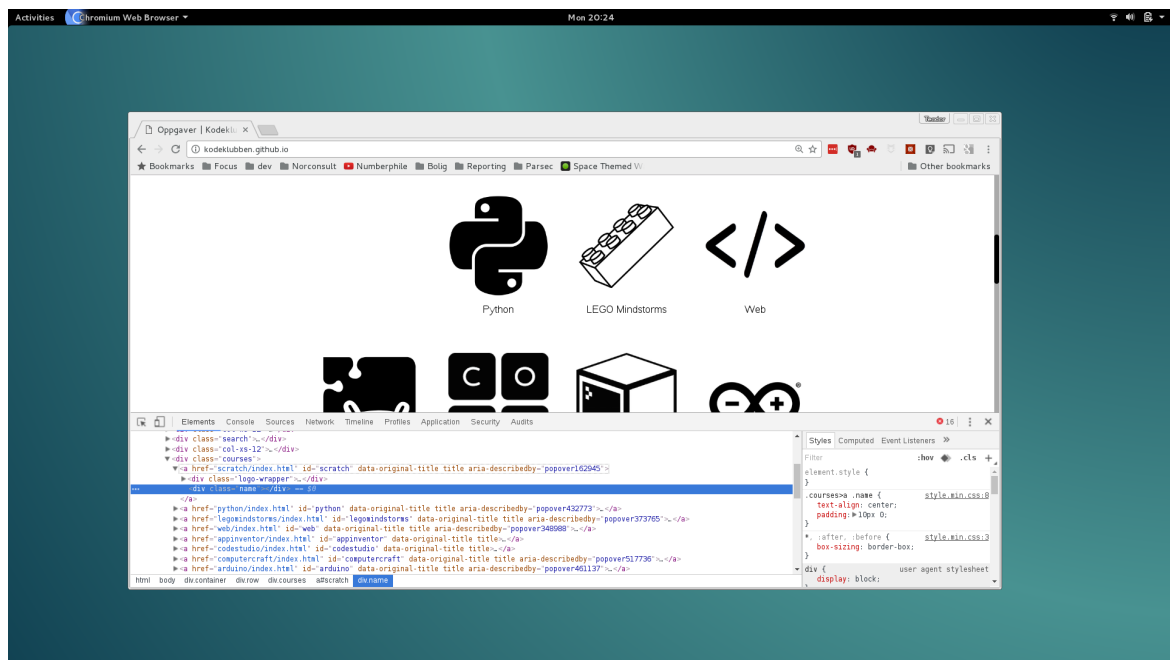 Activities Chromium Web Browser Mon 20:24
Oppgaver | Kodeklu
kodeklubben.github.io
Bookmarks Focus dev Norconsult Numberphile Bolig Reporting Parsec Space Themed W Other bookmarks
Python LEGO Mindstorms Web
C O
Elements Console Sources Network Timeline Profiles Application Security Audits 16
<div class="search">…</div>
<div class="col-xs-12">…</div>
<div class="courses">
<a href="scratch/index.html" id="scratch" data-original-title title aria-describedby="popover162945">
<div class="logo-wrapper">…</div>
<div class="name"></div> == $0
</a>
<a href="python/index.html" id="python" data-original-title title aria-describedby="popover432773">…</a>
<a href="legomindstorms/index.html" id="legomindstorms" data-original-title title aria-describedby="popover373765">…</a>
<a href="web/index.html" id="web" data-original-title title aria-describedby="popover348988">…</a>
<a href="appinventor/index.html" id="appinventor" data-original-title title>…</a>
<a href="codestudio/index.html" id="codestudio" data-original-title title>…</a>
<a href="computercraft/index.html" id="computercraft" data-original-title title aria-describedby="popover517736">…</a>
<a href="arduino/index.html" id="arduino" data-original-title title aria-describedby="popover461137">…</a>
html body div.container div.row div.courses a#scratch div.name
Styles Computed Event Listeners
Filter :hov .cls +
element.style {
}
.courses>a .name { style.min.css:8
text-align: center;
padding: 10px 0;
}
*, :after, :before { style.min.css:3
box-sizing: border-box;
}
div { user agent stylesheet
display: block;